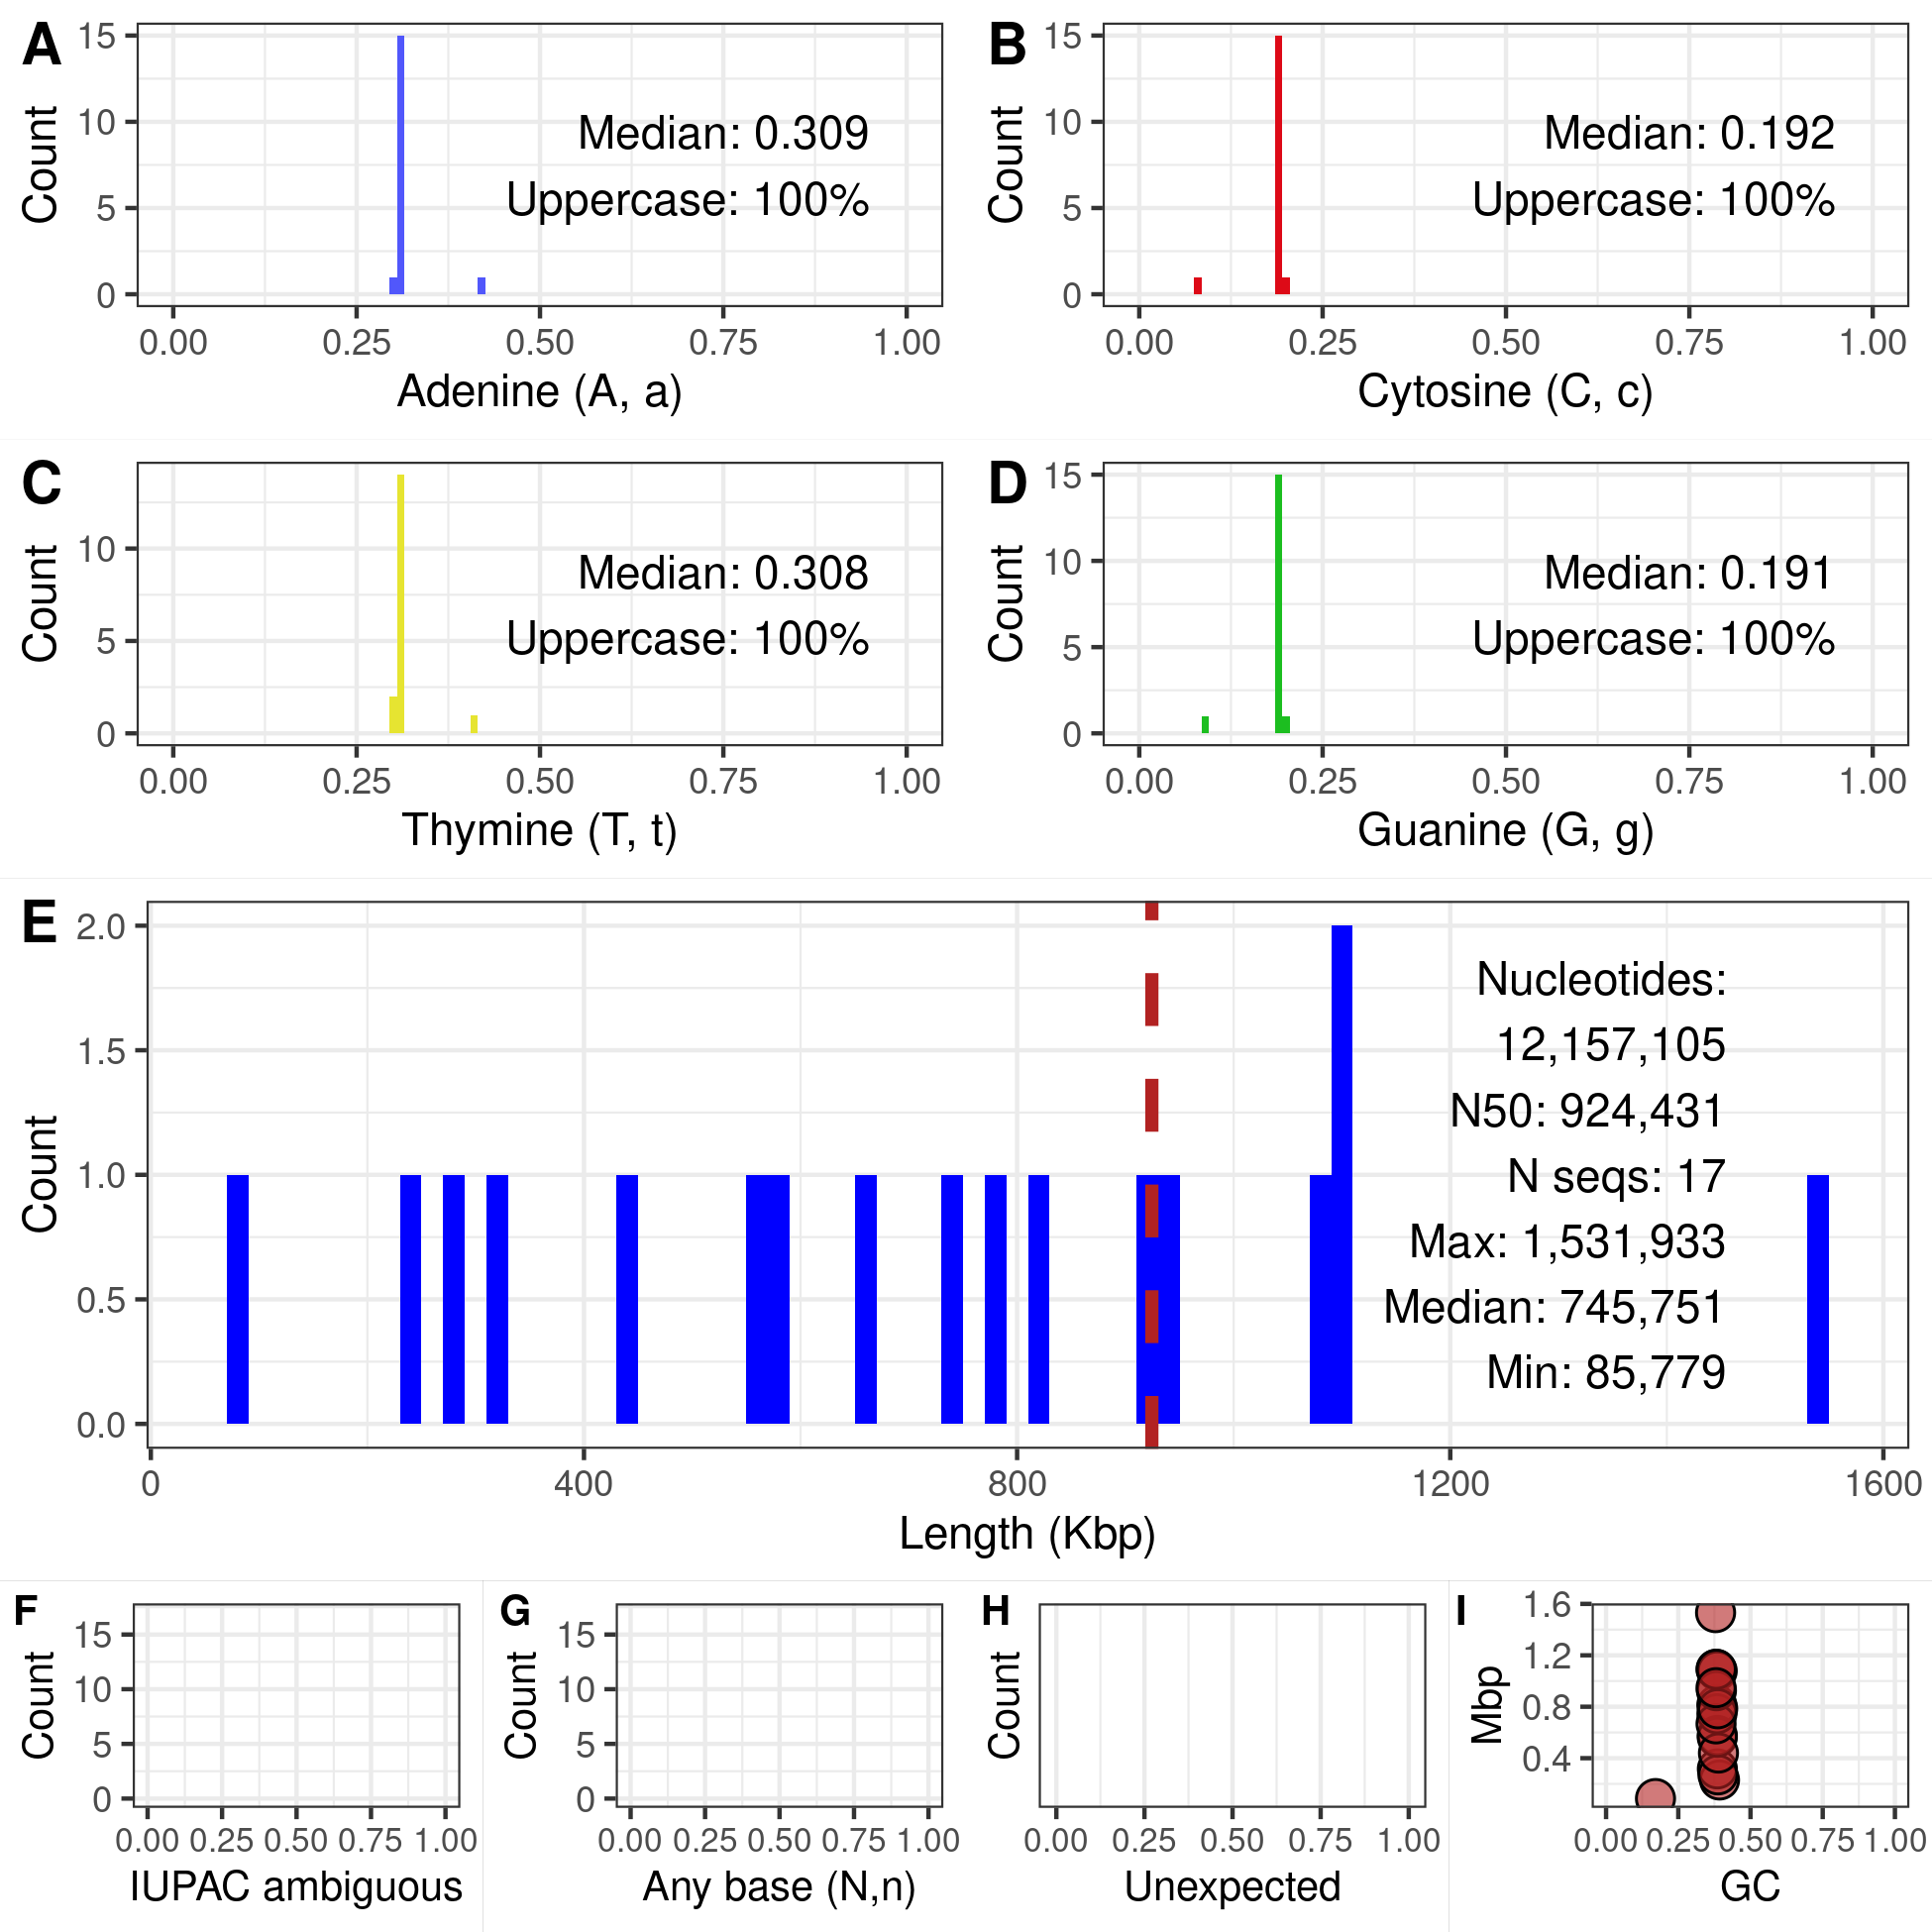 A
Count
15
10
5
0
Median: 0.309
Uppercase: 100%
0.00 0.25 0.50 0.75 1.00
Adenine (A, a)
B
Count
15
10
5
0
Median: 0.192
Uppercase: 100%
0.00 0.25 0.50 0.75 1.00
Cytosine (C, c)
C
Count
10
5
0
Median: 0.308
Uppercase: 100%
0.00 0.25 0.50 0.75 1.00
Thymine (T, t)
D
Count
15
10
5
0
Median: 0.191
Uppercase: 100%
0.00 0.25 0.50 0.75 1.00
Guanine (G, g)
E
Count
2.0
1.5
1.0
0.5
0.0
Nucleotides:
12,157,105
N50: 924,431
N seqs: 17
Max: 1,531,933
Median: 745,751
Min: 85,779
0 400 800 1200 1600
Length (Kbp)
F
Count
15
10
5
0
0.00 0.25 0.50 0.75 1.00
IUPAC ambiguous
G
Count
15
10
5
0
0.00 0.25 0.50 0.75 1.00
Any base (N,n)
H
Count
0.00 0.25 0.50 0.75 1.00
Unexpected
I
Mbp
1.6
1.2
0.8
0.4
0.00 0.25 0.50 0.75 1.00
GC